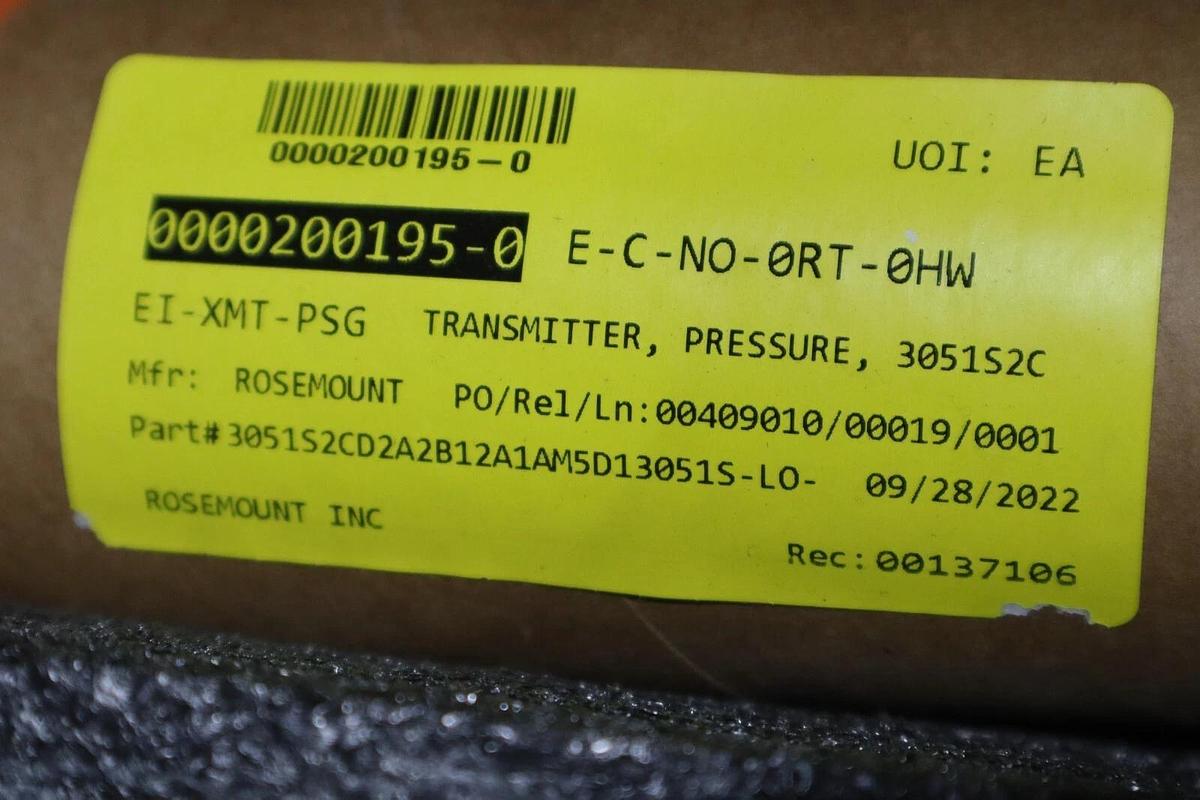 0000200195-0
UOI: EA
0000200195-0 E-C-NO-0RT-0HW
EI-XMT-PSG TRANSMITTER, PRESSURE, 3051S2C
Mfr: ROSEMOUNT PO/Rel/Ln:00409010/00019/0001
Part#3051S2CD2A2B12A1AM5D13051S-LO- 09/28/2022
ROSEMOUNT INC
Rec:00137106